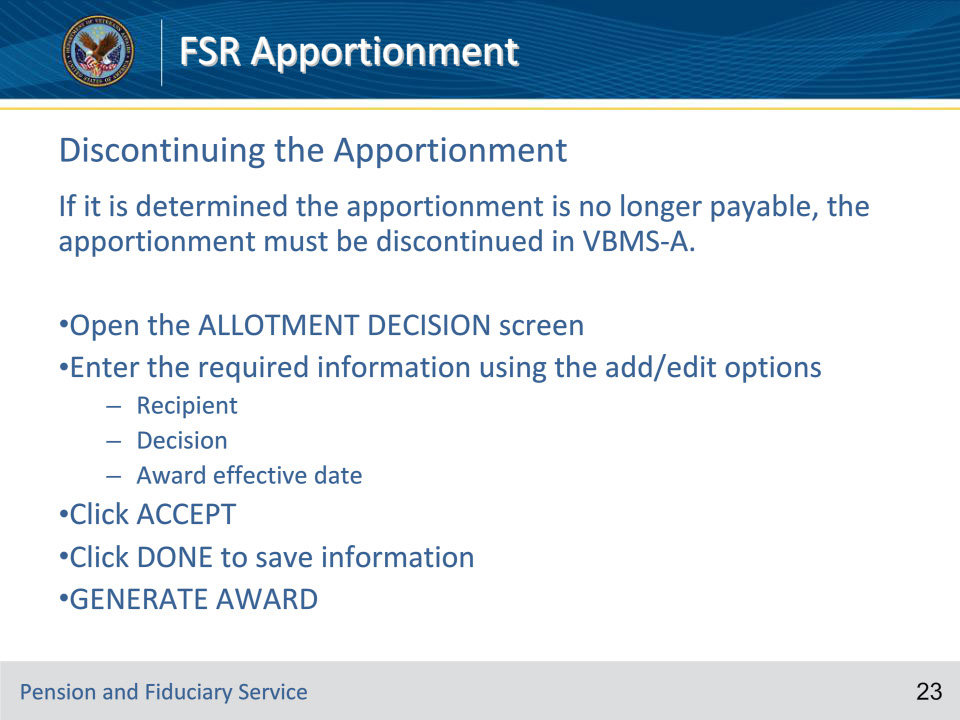 FSR Apportionment
Discontinuing the Apportionment
If it is determined the apportionment is no longer payable, the
apportionment must be discontinued in VBMS-A.
•Open the ALLOTMENT DECISION screen
•Enter the required information using the add/edit options
– Recipient
– Decision
– Award effective date
•Click ACCEPT
•Click DONE to save information
•GENERATE AWARD
Pension and Fiduciary Service
23